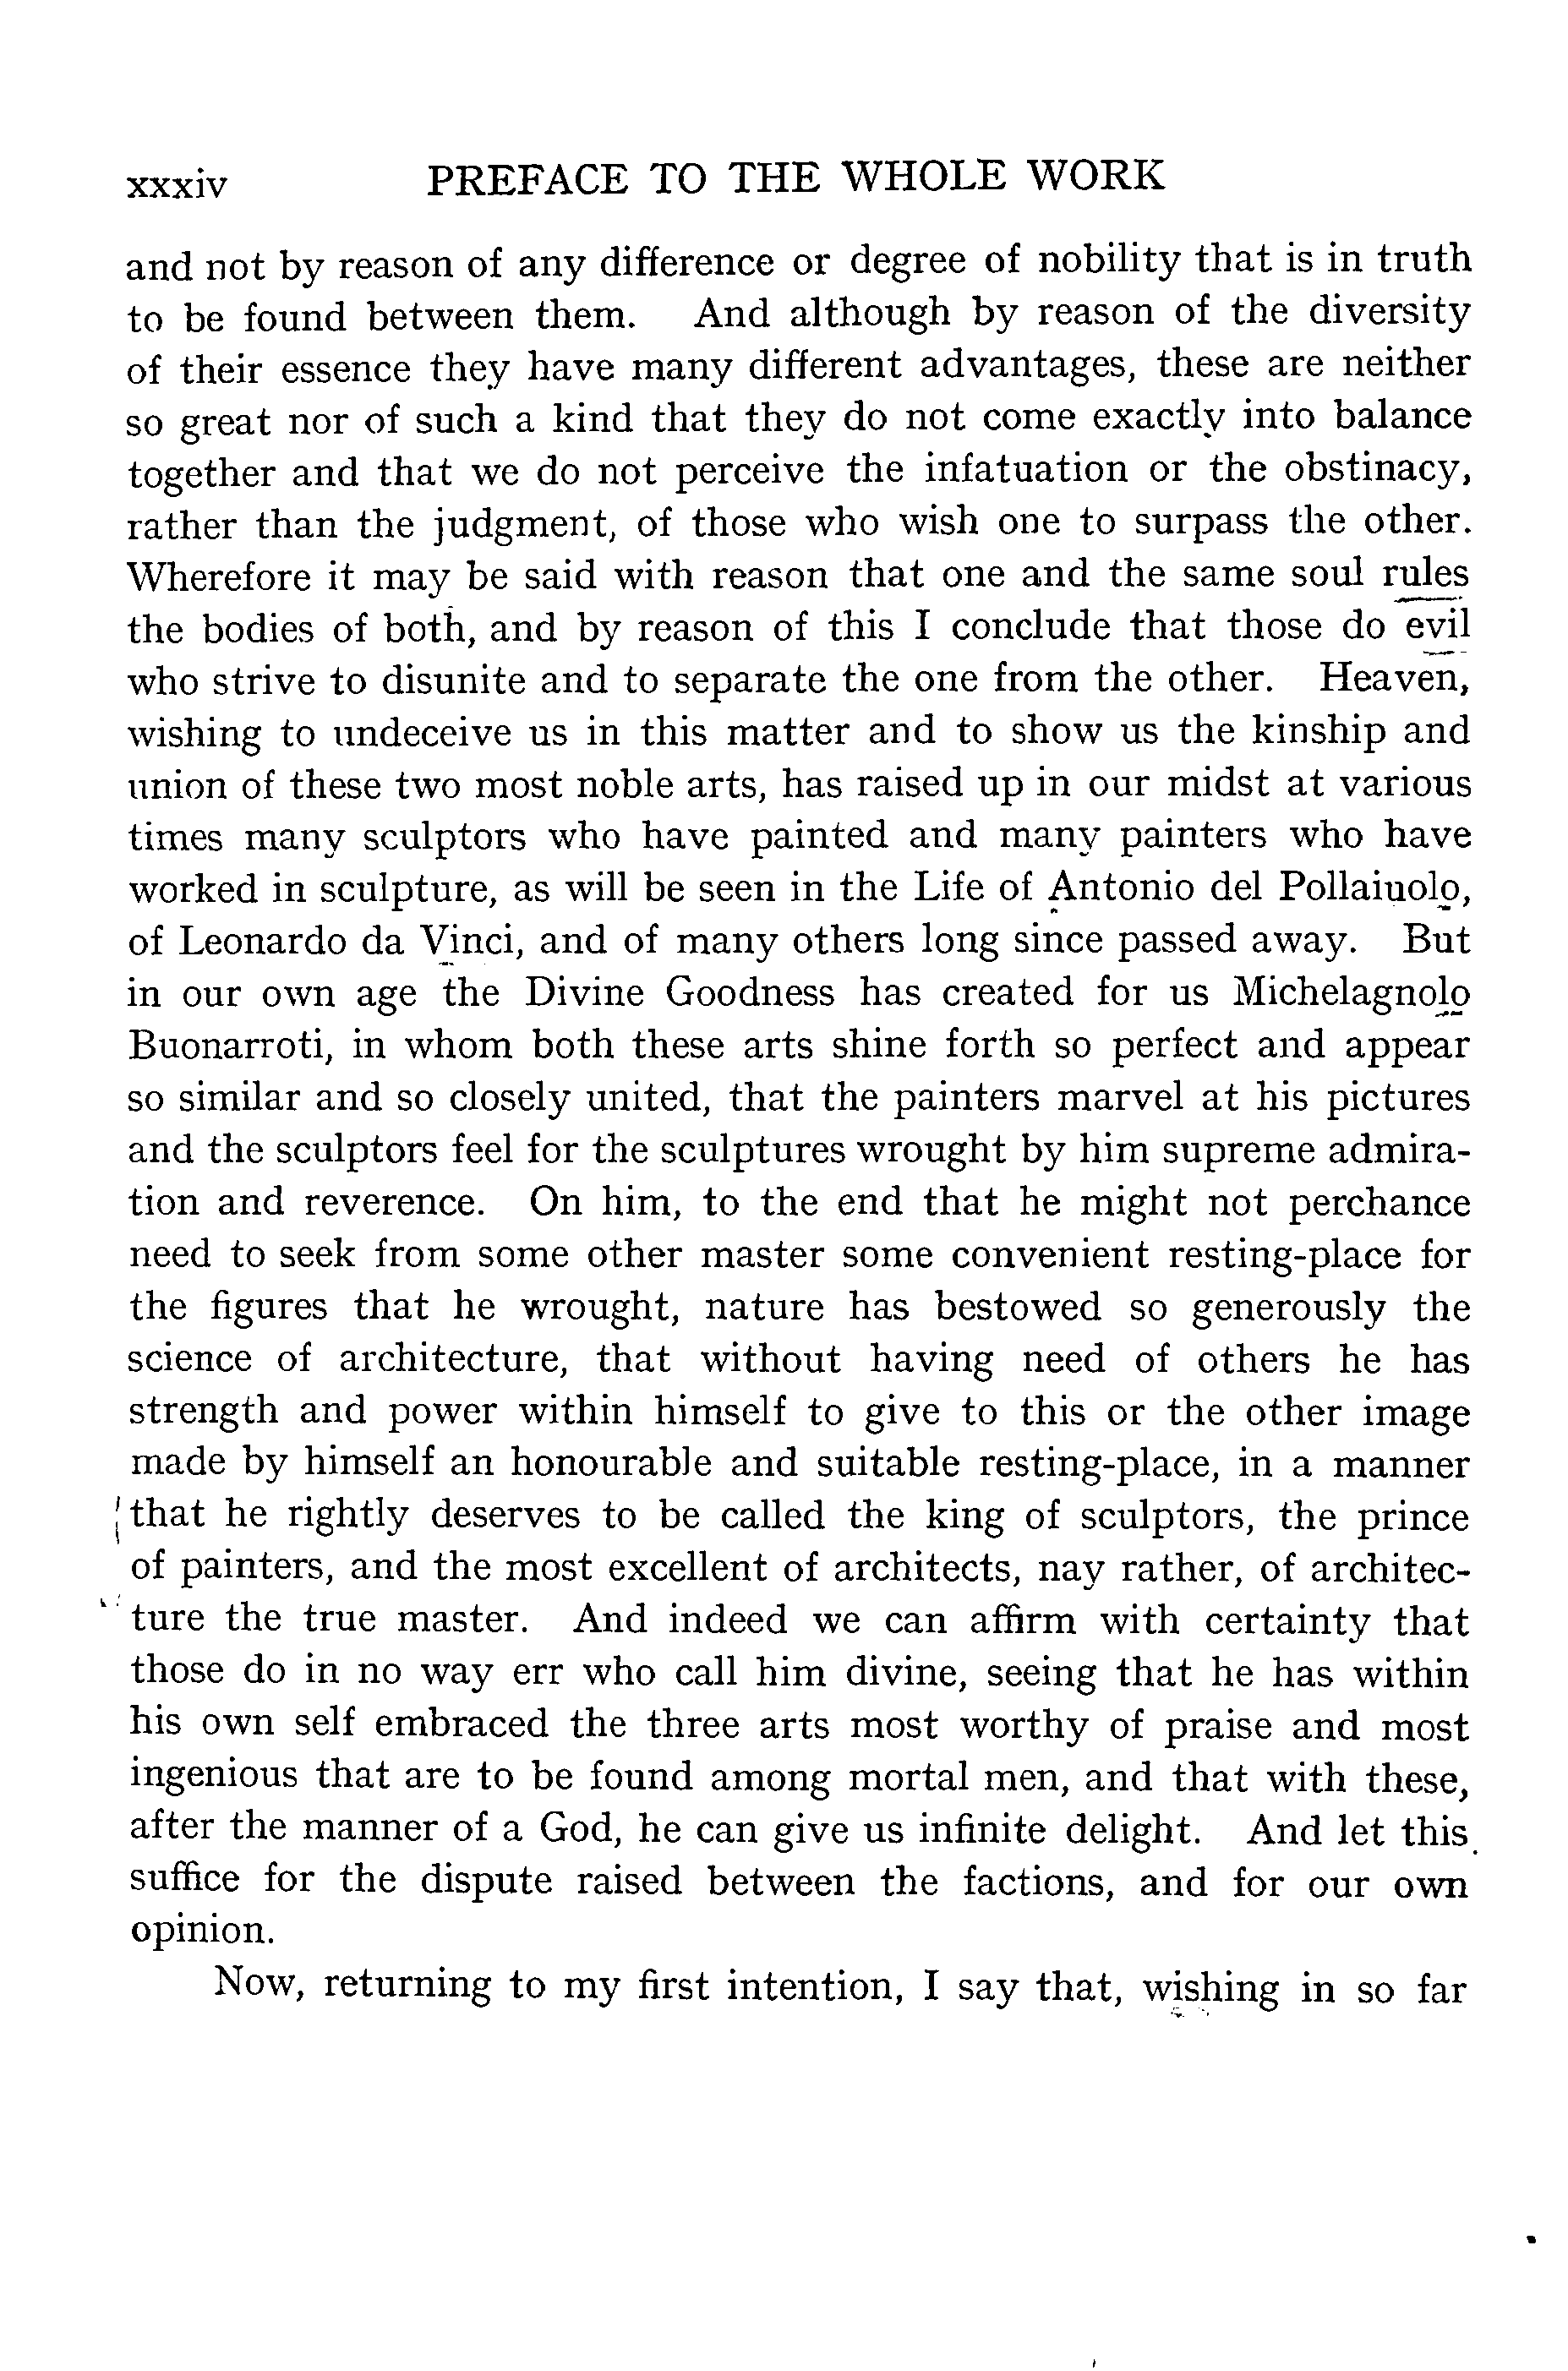 xxxiv PREFACE TO THE WHOLE WORK
and not by reason of any difference or degree of nobility that is in truth
to be found between them. And although by reason of the diversity
of their essence they have many different advantages, these are neither
so great nor of such a kind that they do not come exactly into balance
together and that we do not perceive the infatuation or the obstinacy,
rather than the judgment, of those who wish one to surpass the other.
Wherefore it may be said with reason that one and the same soul rules
the bodies of both, and by reason of this I conclude that those do evil
who strive to disunite and to separate the one from the other. Heaven,
wishing to undeceive us in this matter and to show us the kinship and
union of these two most noble arts, has raised up in our midst at various
times many sculptors who have painted and many painters who have
worked in sculpture, as will be seen in the Life of Antonio del Pollaiuolo,
of Leonardo da Vinci, and of many others long since passed away. But
in our own age the Divine Goodness has created for us Michelagnolo
Buonarroti, in whom both these arts shine forth so perfect and appear
so similar and so closely united, that the painters marvel at his pictures
and the sculptors feel for the sculptures wrought by him supreme admira-
tion and reverence. On him, to the end that he might not perchance
need to seek from some other master some convenient resting-place for
the figures that he wrought, nature has bestowed so generously the
science of architecture, that without having need of others he has
strength and power within himself to give to this or the other image
made by himself an honourable and suitable resting-place, in a manner
that he rightly deserves to be called the king of sculptors, the prince
of painters, and the most excellent of architects, nay rather, of architec-
ture the true master. And indeed we can affirm with certainty that
those do in no way err who call him divine, seeing that he has within
his own self embraced the three arts most worthy of praise and most
ingenious that are to be found among mortal men, and that with these,
after the manner of a God, he can give us infinite delight. And let this
suffice for the dispute raised between the factions, and for our own
opinion.
Now, returning to my first intention, I say that, wishing in so far